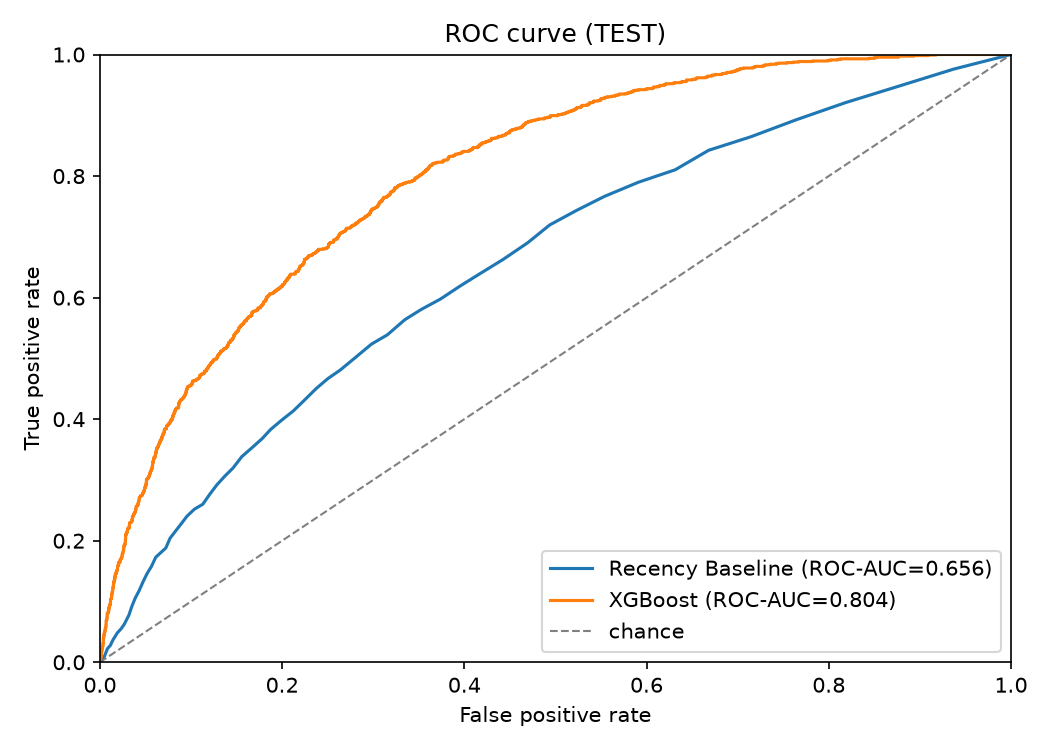 ROC curve (TEST)
1.0
0.8
0.6
0.4
0.2
0.0
True positive rate
0.0 0.2 0.4 0.6 0.8 1.0
False positive rate
Recency Baseline (ROC-AUC=0.656)
XGBoost (ROC-AUC=0.804)
chance